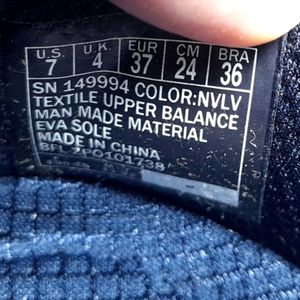 U.S. U.K. EUR CM BRA
7 4 37 24 36
SN 149994 COLOR:NVLV
TEXTILE UPPER BALANCE
MAN MADE MATERIAL
EVA SOLE
MADE IN CHINA